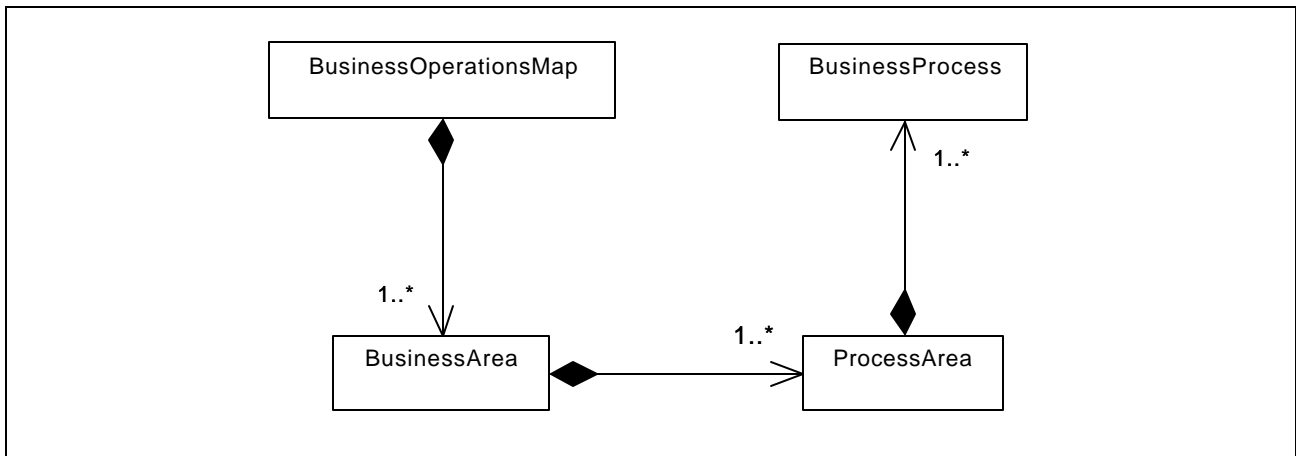 BusinessOperationsMap
BusinessProcess
1..*
1..*
1..*
BusinessArea
ProcessArea